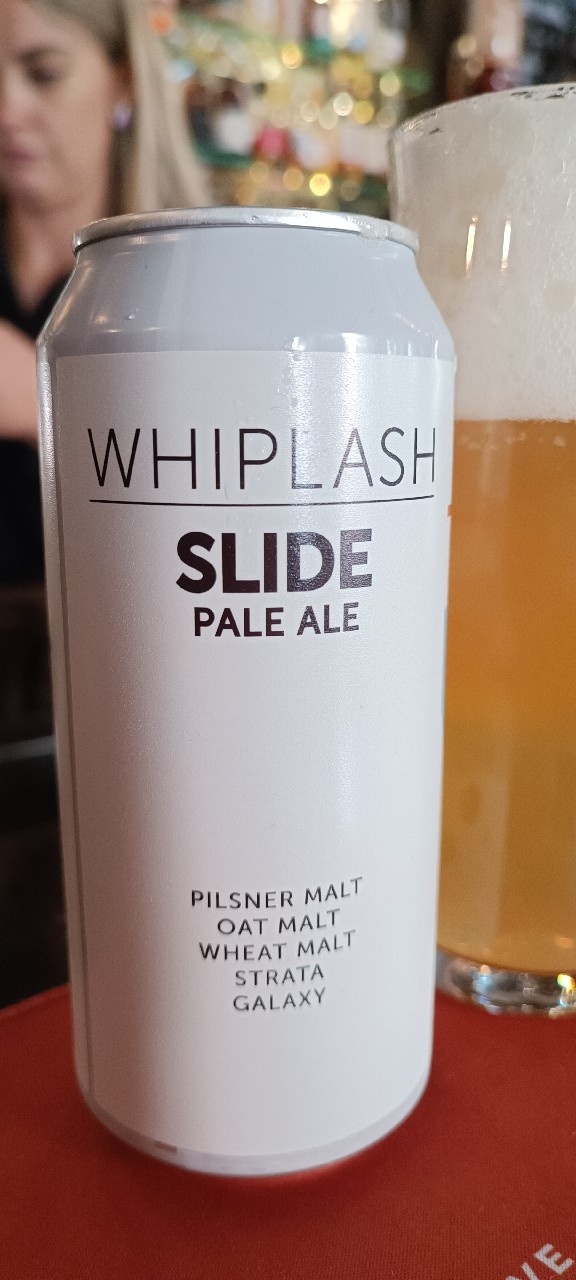 WHIPLASH
SLIDE
PALE ALE
PILSNER MALT
OAT MALT
WHEAT MALT
STRATA
GALAXY